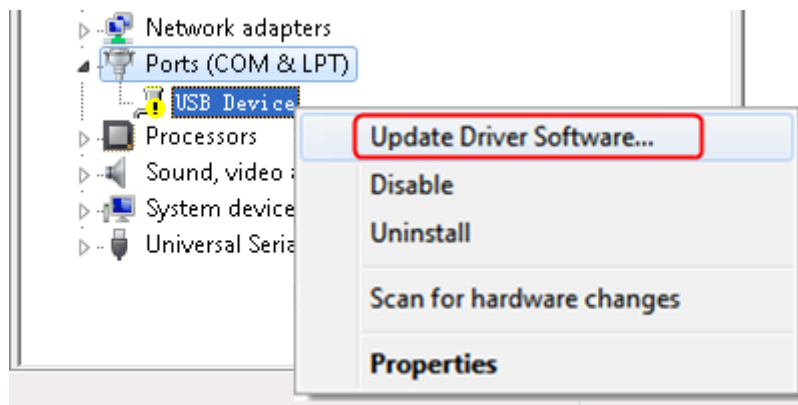 Network adapters
Ports (COM & LPT)
USB Device
Processors
Sound, video
System device
Universal Seria
Update Driver Software...
Disable
Uninstall
Scan for hardware changes
Properties